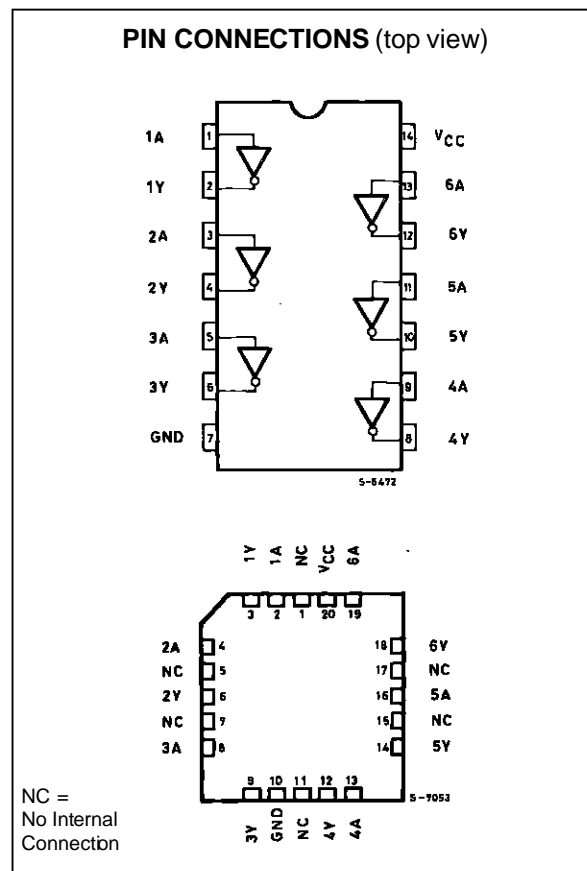 PIN CONNECTIONS (top view)
1A 1 14 VCC
1Y 2 13 6A
2A 3 12 6Y
2Y 4 11 5A
3A 5 10 5Y
3Y 6 9 4A
GND 7 8 4Y
S-6472
1Y 1A NC VCC 6A
3 2 1 20 19
2A 4 18 6Y
NC 5 17 NC
2Y 6 16 5A
NC 7 15 NC
3A 8 14 5Y
9 10 11 12 13
3Y GND NC 4Y 4A
S-9053
NC =
No Internal
Connection